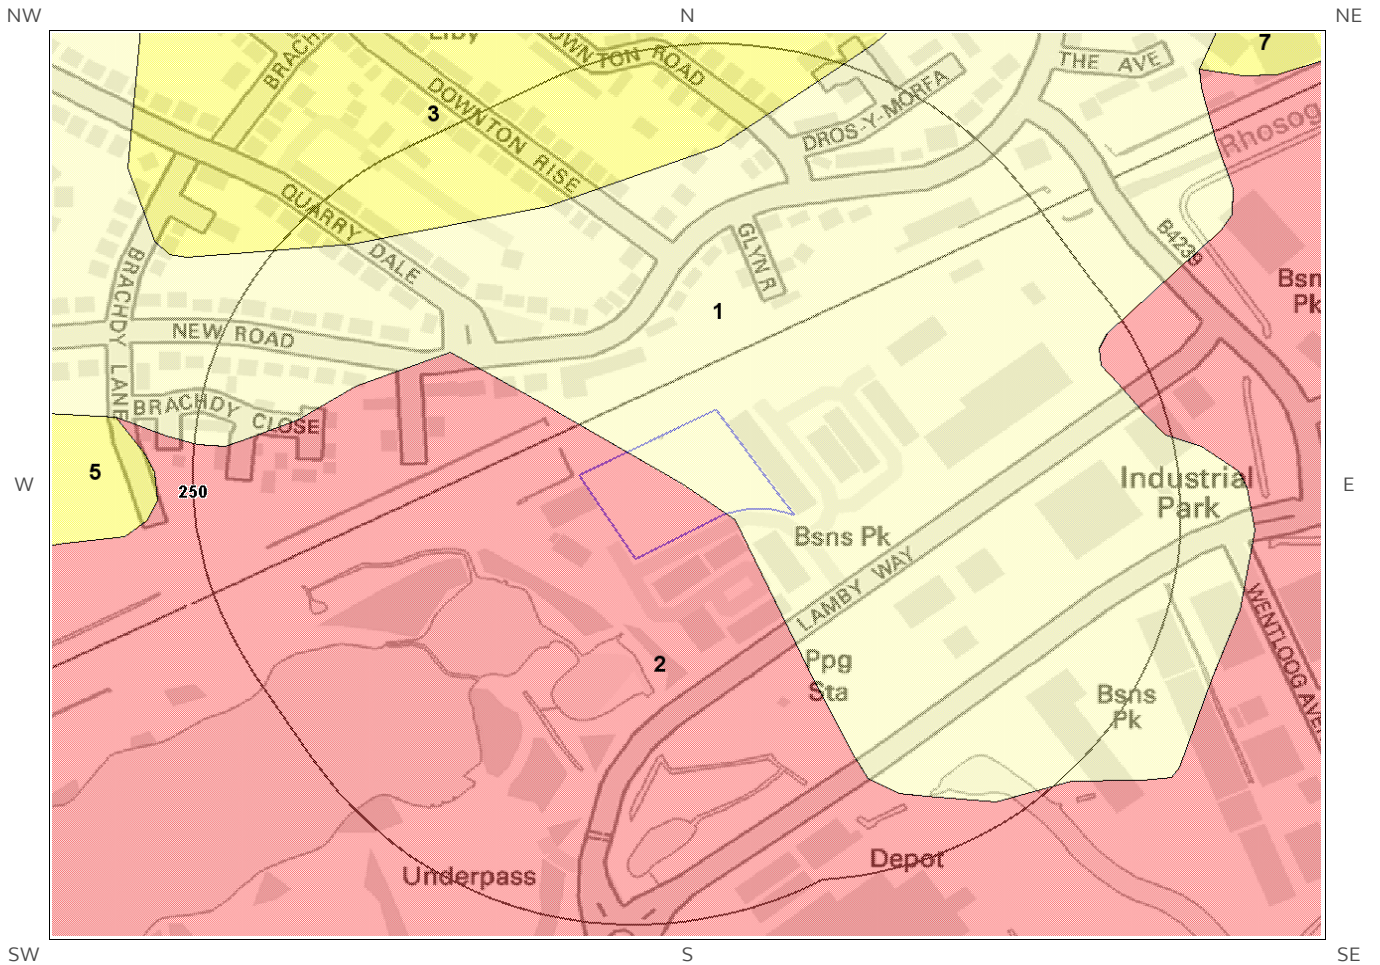 NW
N
NE
BRACH
DOWNTON ROAD
7
THE AVE
3
DOWNTON RISE
DROS-Y-MORFA
Rhosog
QUARRY DALE
GLYN R
B4239
BRACHDY LANE
Bsn
Pk
1
NEW ROAD
BRACHDY CLOSE
5
W
250
Industrial
Park
E
Bsns Pk
LAMBY WAY
WENTLOOG AVE
2
Ppg
Sta
Bsns
Pk
Depot
Underpass
SW
S
SE